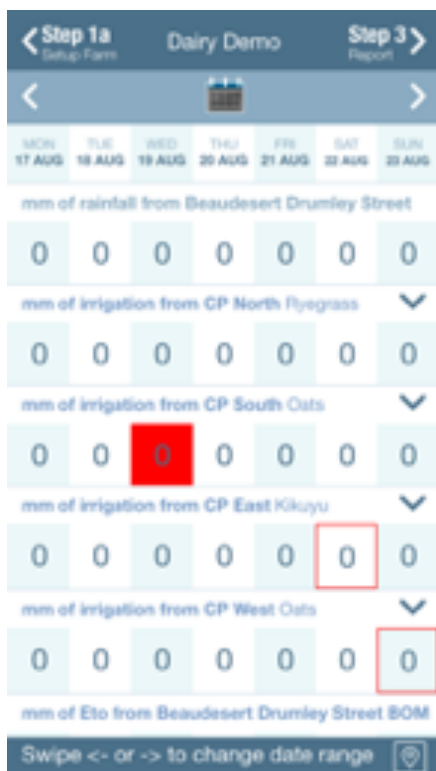 Step 1a Dairy Demo Step 3
Setup Farm Report
MON TUE WED THU FRI SAT SUN
17 AUG 18 AUG 19 AUG 20 AUG 21 AUG 22 AUG 23 AUG
mm of rainfall from Beaudesert Drumley Street
0 0 0 0 0 0 0
mm of irrigation from CP North Ryegrass
0 0 0 0 0 0 0
mm of irrigation from CP South Oats
0 0 0 0 0 0 0
mm of irrigation from CP East Kikuyu
0 0 0 0 0 0 0
mm of irrigation from CP West Oats
0 0 0 0 0 0 0
mm of Eto from Beaudesert Drumley Street BOM
Swipe <- or -> to change date range